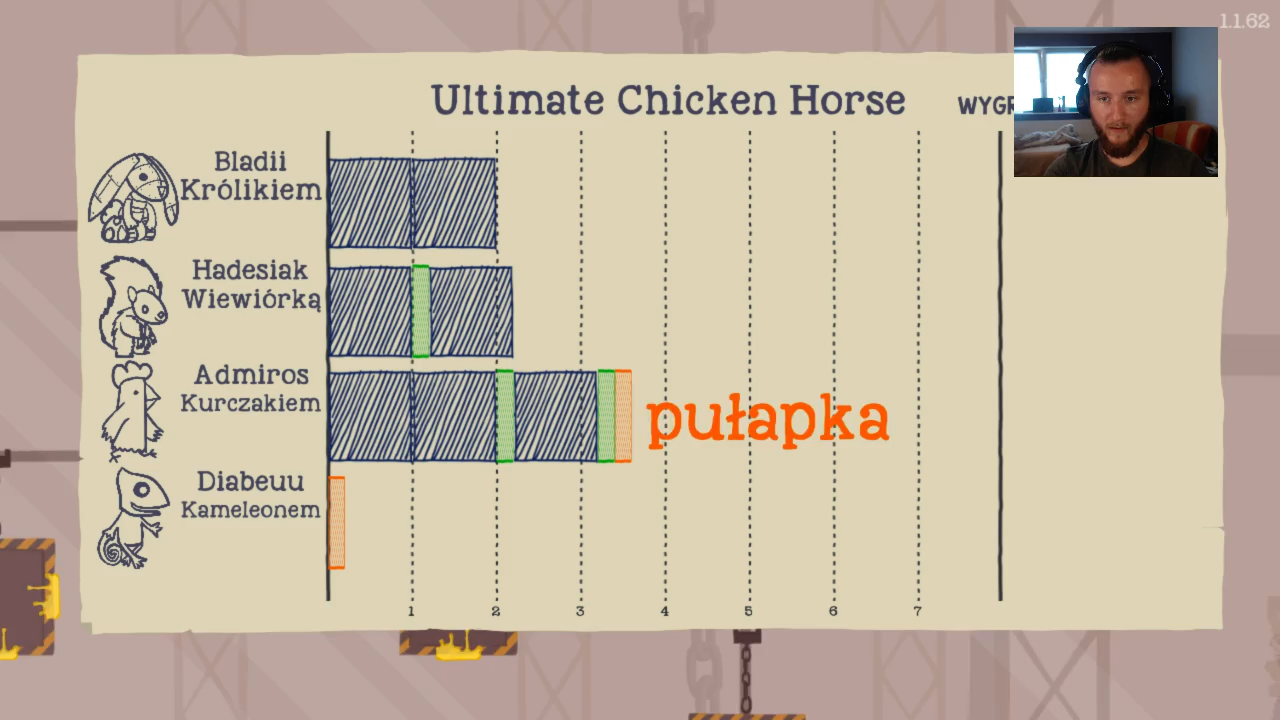 1.1.62
Ultimate Chicken Horse
WYGR
Bladii
Królikiem
Hadesiak
Wiewiórką
Admiros
Kurczakiem
pułapka
Diabeuu
Kameleonem
1 2 3 4 5 6 7